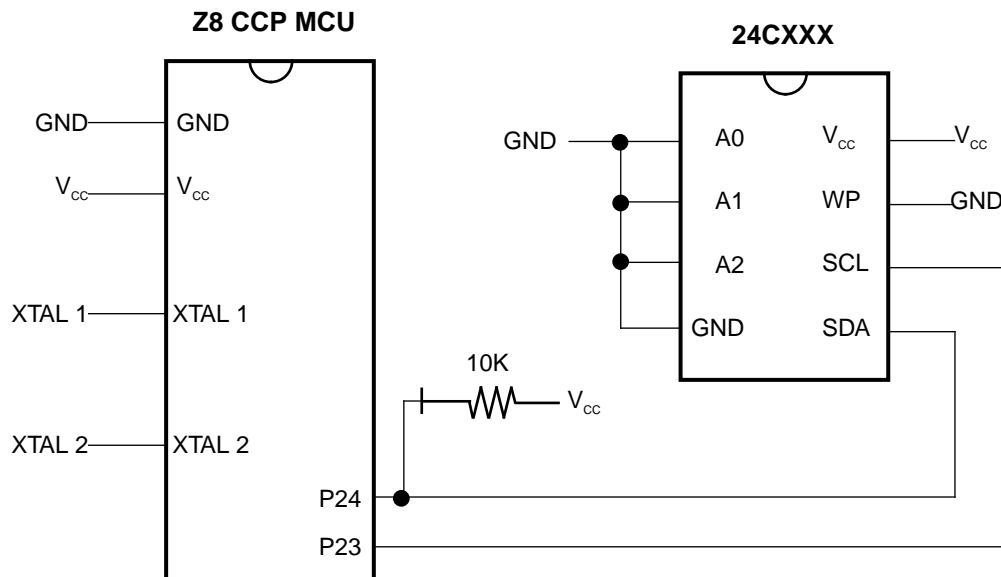 Z8 CCP MCU
GND GND
VCC VCC
XTAL 1 XTAL 1
XTAL 2 XTAL 2
P24
P23
10K
VCC
24CXXX
GND A0 VCC VCC
A1 WP GND
A2 SCL
GND SDA